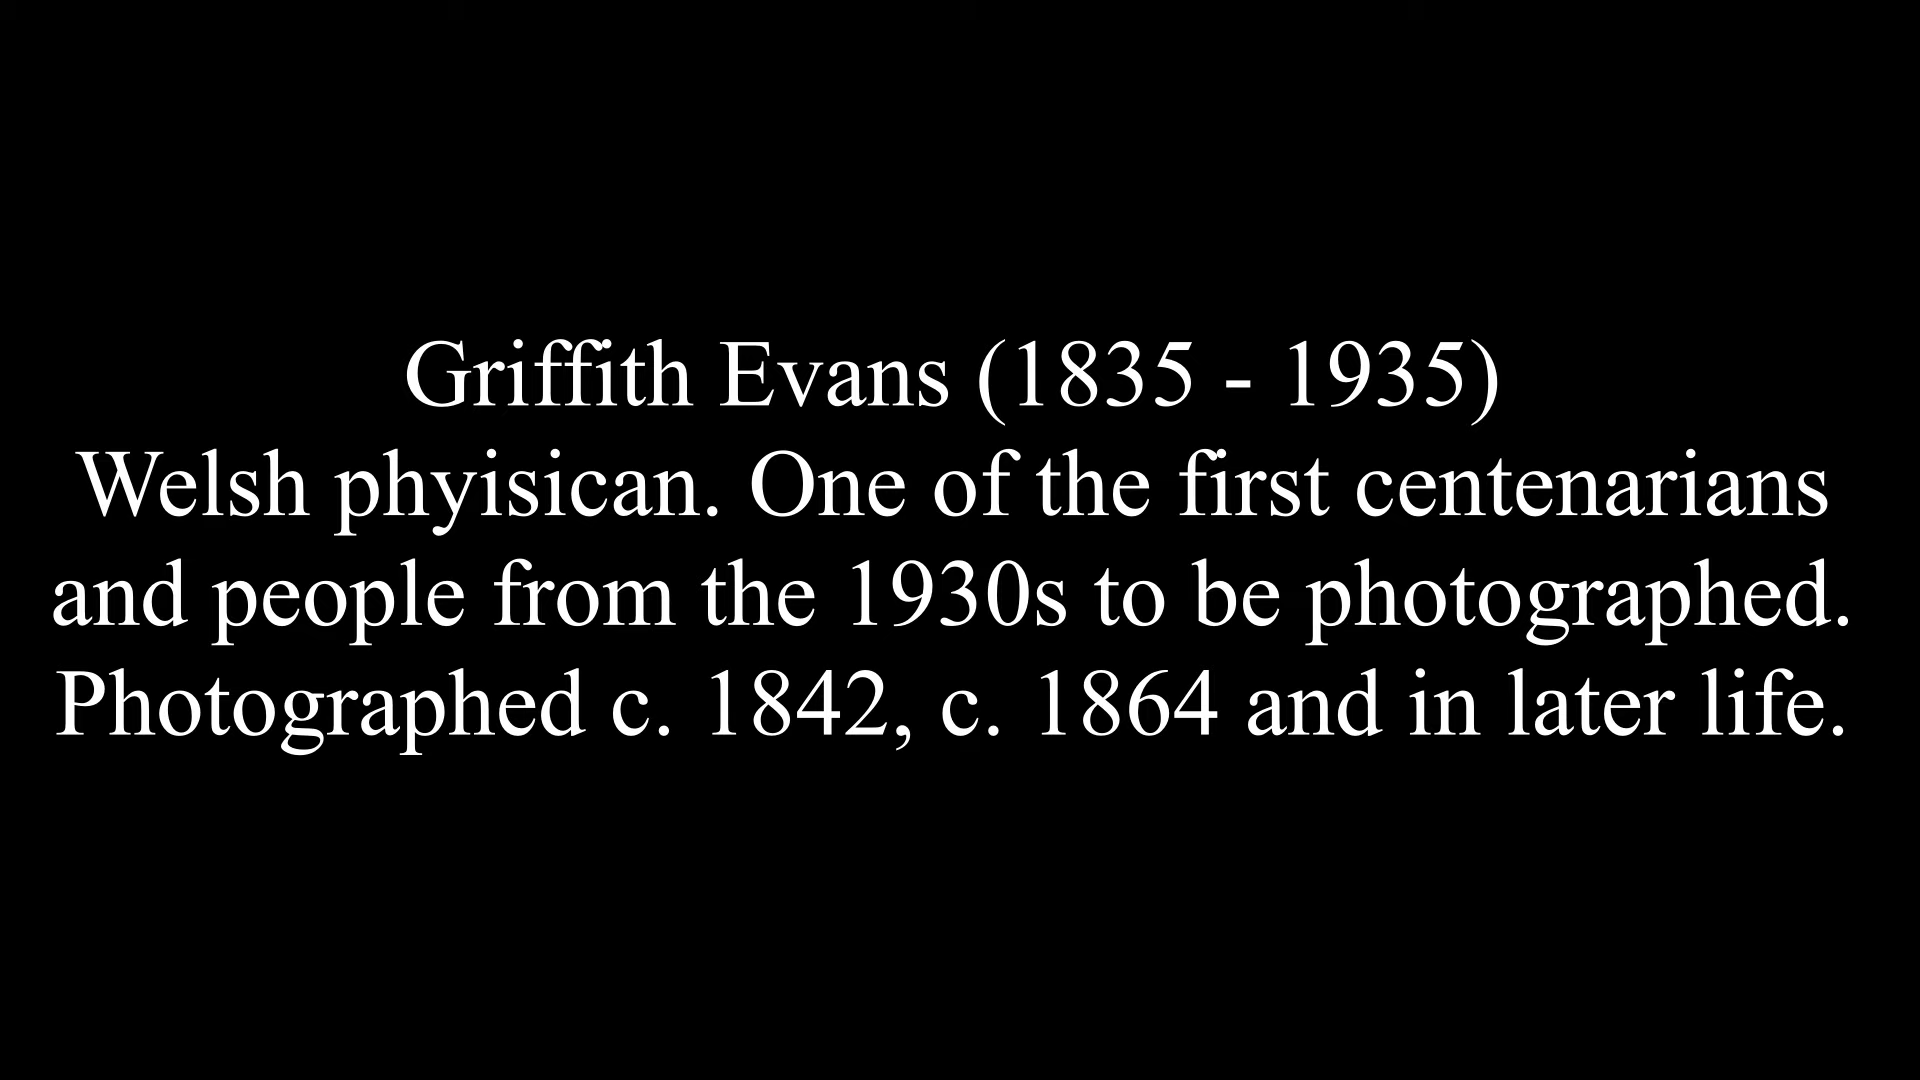 Griffith Evans (1835 - 1935)
Welsh phyisican. One of the first centenarians
and people from the 1930s to be photographed.
Photographed c. 1842, c. 1864 and in later life.